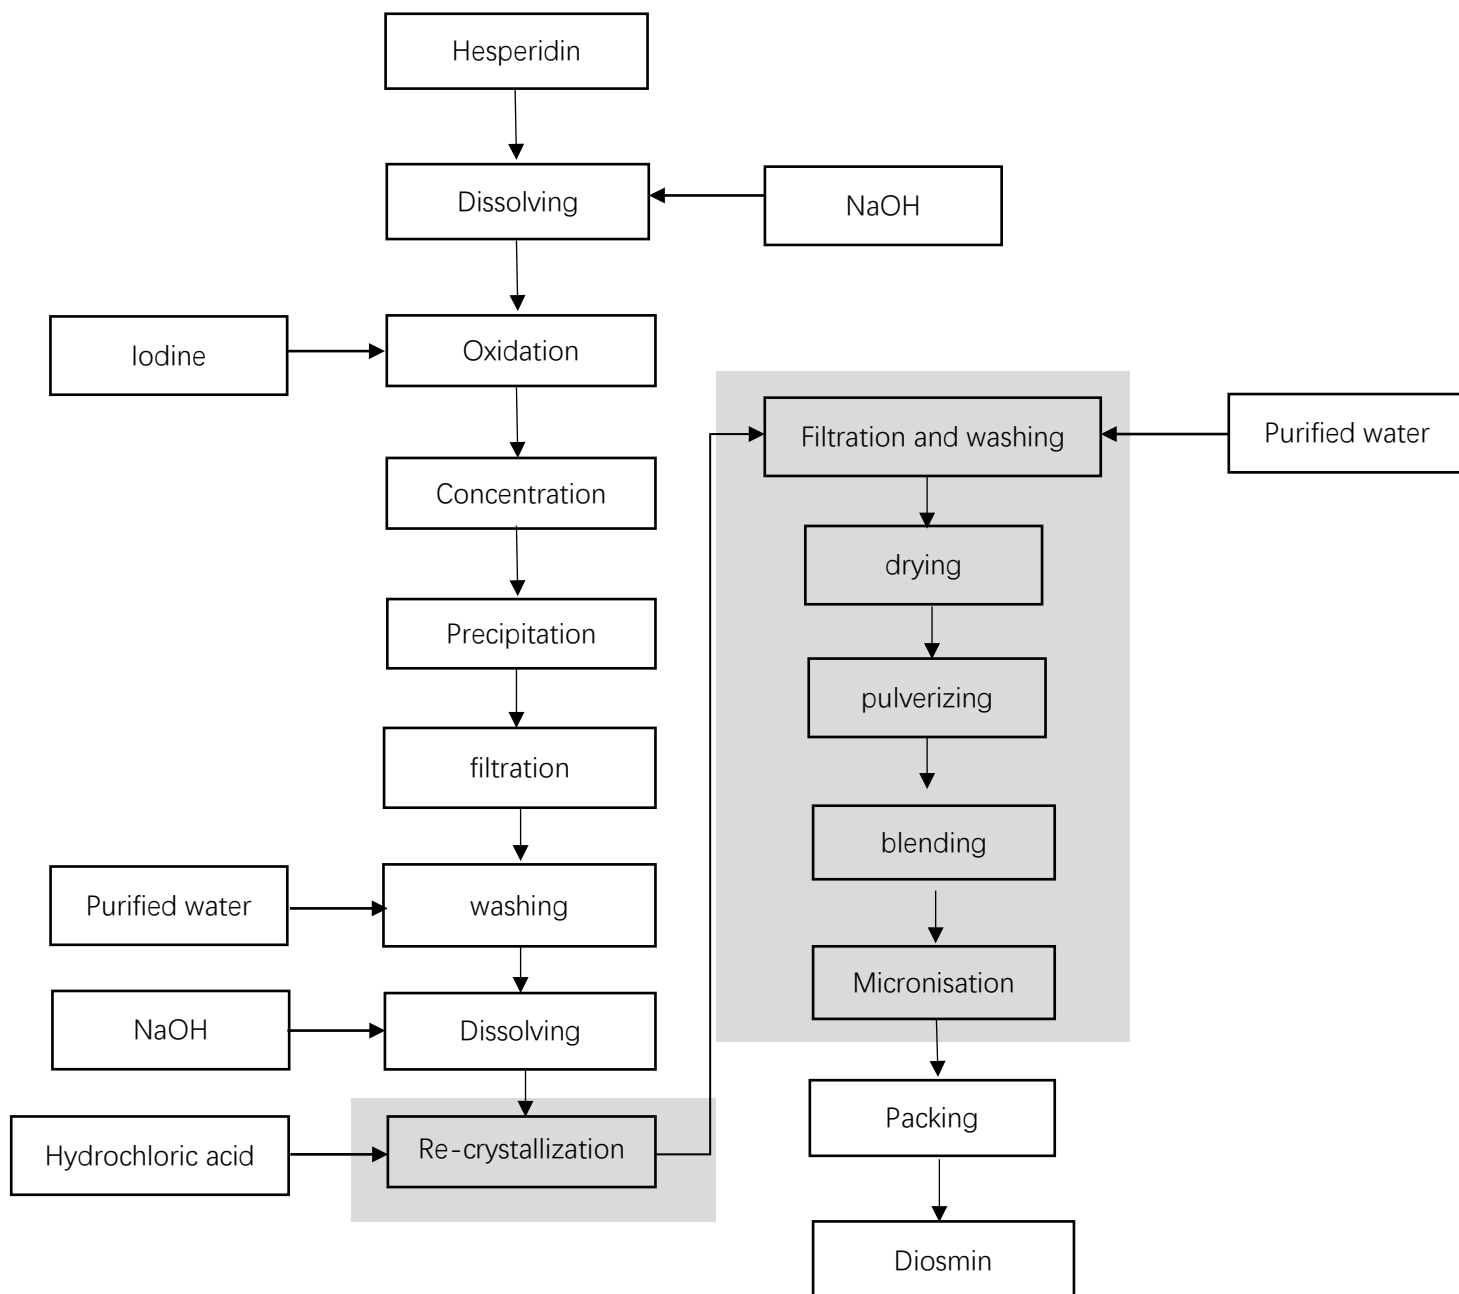 Hesperidin
Dissolving
NaOH
Iodine
Oxidation
Concentration
Precipitation
filtration
Purified water
washing
NaOH
Dissolving
Hydrochloric acid
Re-crystallization
Filtration and washing
Purified water
drying
pulverizing
blending
Micronisation
Packing
Diosmin